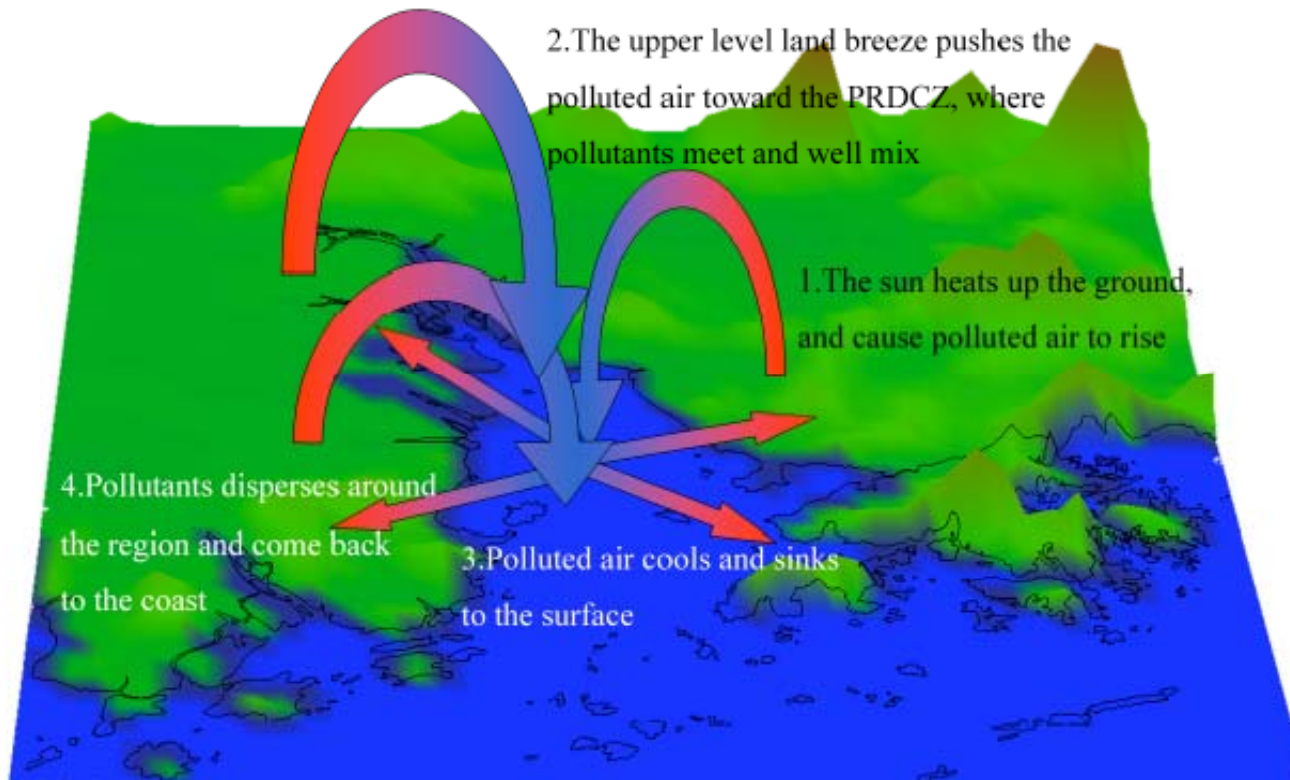 2.The upper level land breeze pushes the
polluted air toward the PRDCZ, where
pollutants meet and well mix
1.The sun heats up the ground,
and cause polluted air to rise
4.Pollutants disperses around
the region and come back
to the coast
3.Polluted air cools and sinks
to the surface